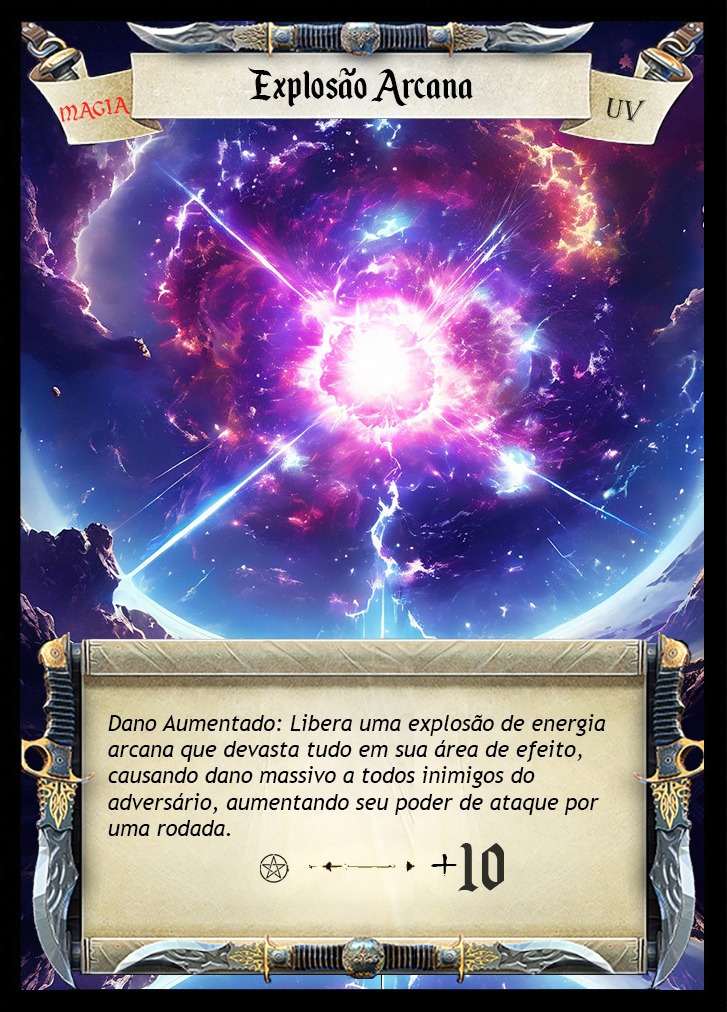 Explosão Arcana
MAGIA
UV
Dano Aumentado: Libera uma explosão de energia
arcana que devasta tudo em sua área de efeito,
causando dano massivo a todos inimigos do
adversário, aumentando seu poder de ataque por
uma rodada.
+10